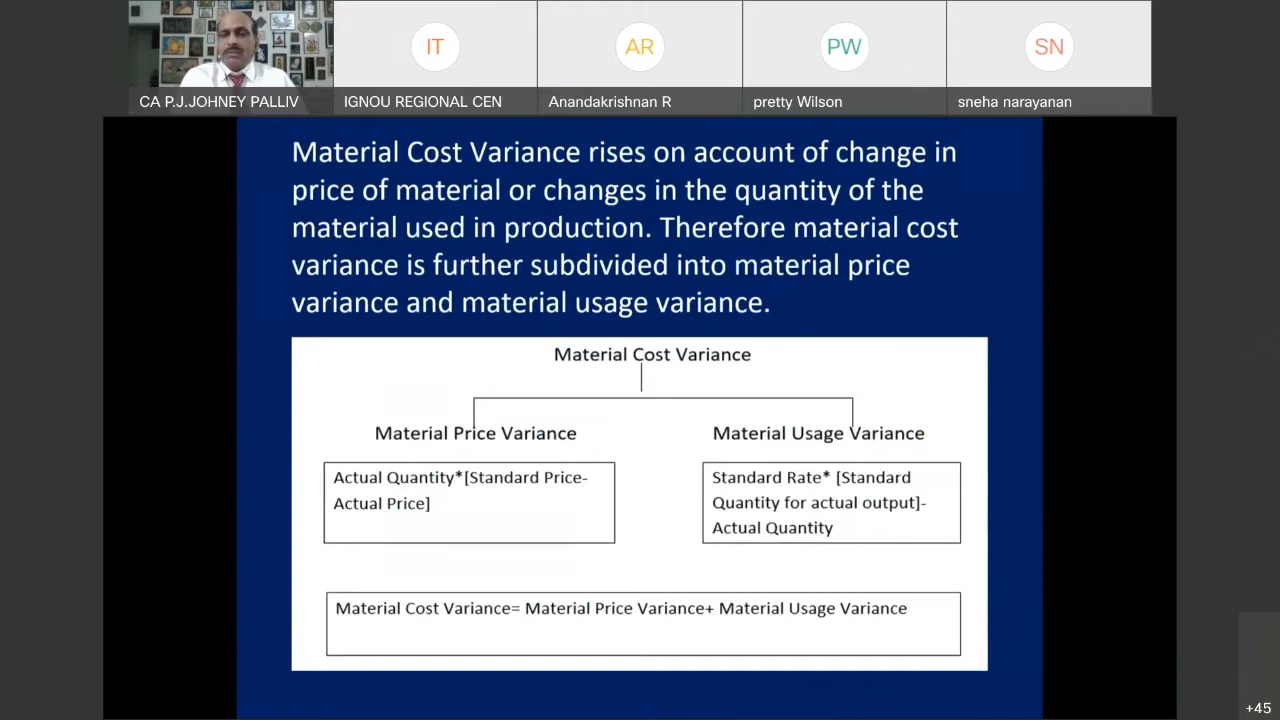 IT
AR
PW
SN
CA P.J.JOHNEY PALLIV
IGNOU REGIONAL CEN
Anandakrishnan R
pretty Wilson
sneha narayanan
Material Cost Variance rises on account of change in
price of material or changes in the quantity of the
material used in production. Therefore material cost
variance is further subdivided into material price
variance and material usage variance.
Material Cost Variance
Material Price Variance
Material Usage Variance
Actual Quantity*[Standard Price-
Actual Price]
Standard Rate* [Standard
Quantity for actual output]-
Actual Quantity
Material Cost Variance= Material Price Variance+ Material Usage Variance
+45